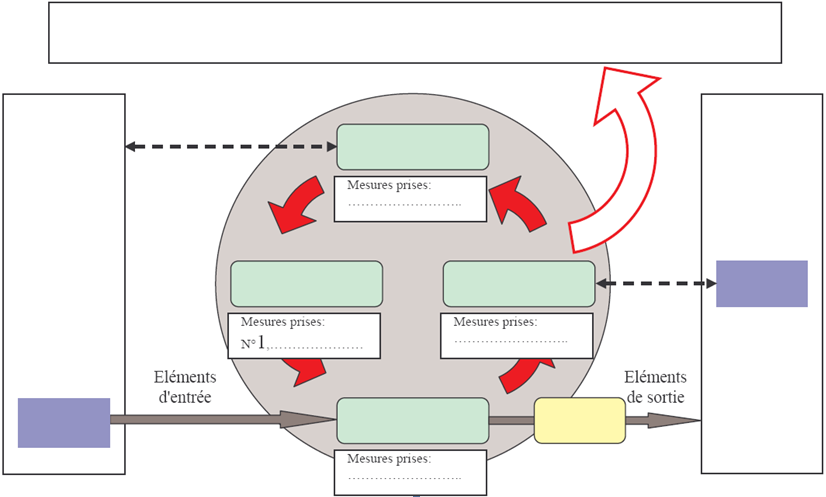 Mesures prises:
……………………..
Mesures prises:
N°1,…………………
Mesures prises:
……………………..
Eléments
d'entrée
Eléments
de sortie
Mesures prises:
……………………..